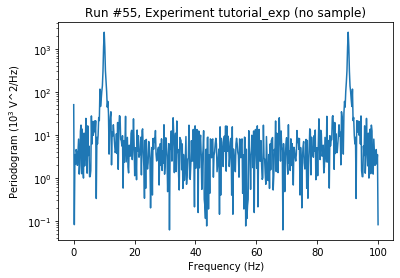 Run #55, Experiment tutorial_exp (no sample)
Periodogram (10³ V^2/Hz)
10³
10²
10¹
10⁰
10⁻¹
0 20 40 60 80 100
Frequency (Hz)